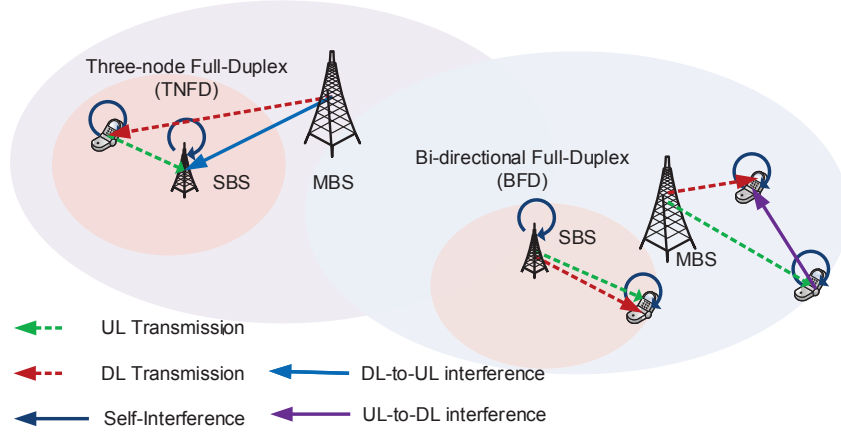 Three-node Full-Duplex
(TNFD)
SBS
MBS
Bi-directional Full-Duplex
(BFD)
SBS
MBS
UL Transmission
DL Transmission
DL-to-UL interference
Self-Interference
UL-to-DL interference